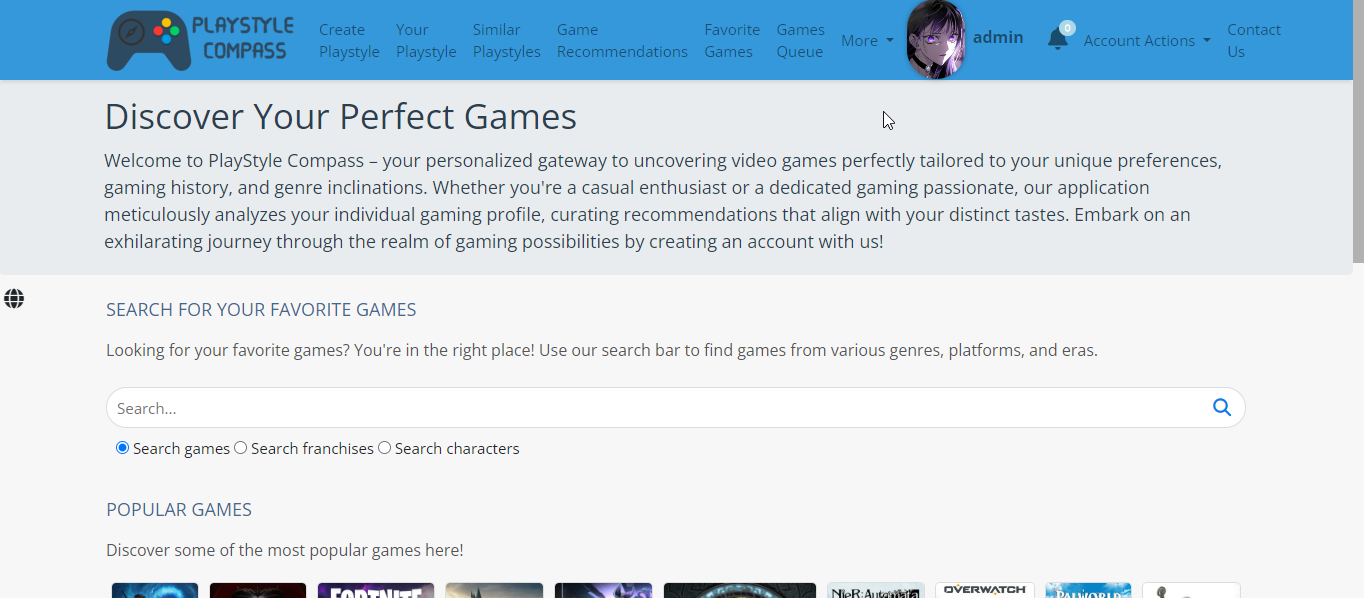 PLAYSTYLE
COMPASS
Create
Playstyle
Your
Playstyle
Similar
Playstyles
Game
Recommendations
Favorite
Games
Games
Queue
More
admin
0
Account Actions
Contact
Us
Discover Your Perfect Games
Welcome to PlayStyle Compass – your personalized gateway to uncovering video games perfectly tailored to your unique preferences,
gaming history, and genre inclinations. Whether you're a casual enthusiast or a dedicated gaming passionate, our application
meticulously analyzes your individual gaming profile, curating recommendations that align with your distinct tastes. Embark on an
exhilarating journey through the realm of gaming possibilities by creating an account with us!
SEARCH FOR YOUR FAVORITE GAMES
Looking for your favorite games? You're in the right place! Use our search bar to find games from various genres, platforms, and eras.
Search...
Search games Search franchises Search characters
POPULAR GAMES
Discover some of the most popular games here!
FORTNITE
NieR:Automata
OVERWATCH
PALWORLD